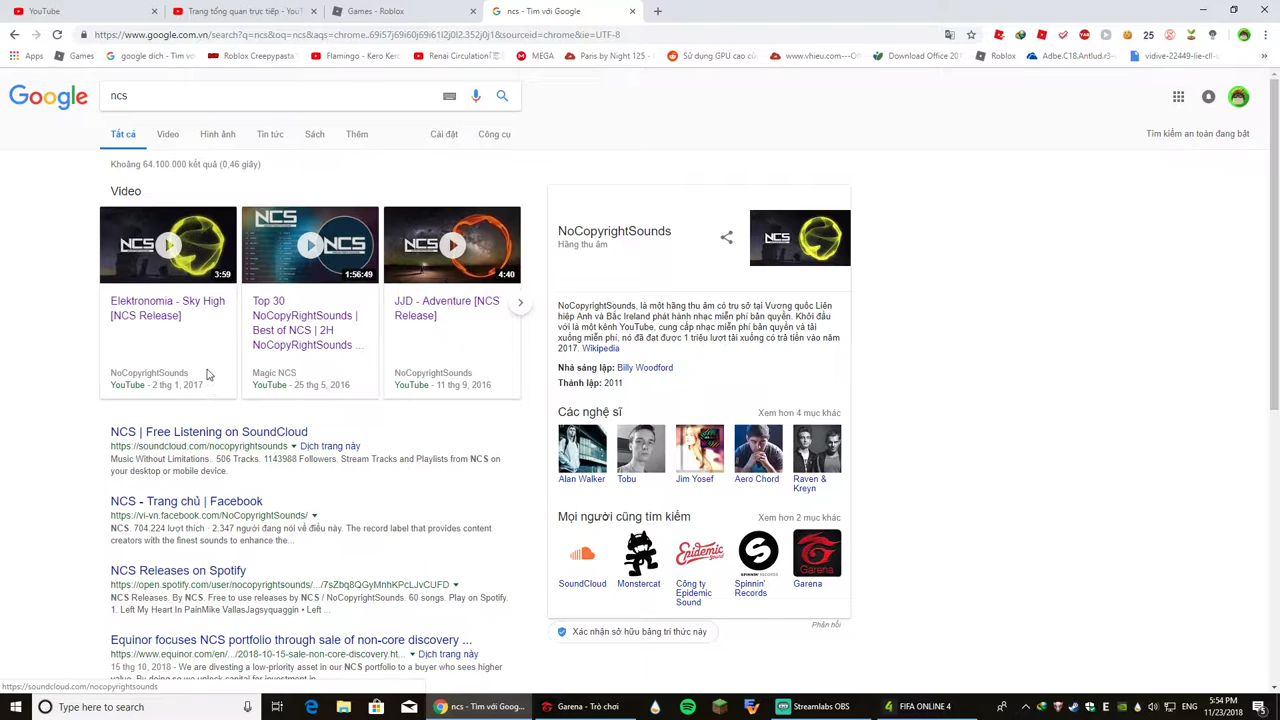 YouTube
Trang tổng quan trực tiếp - YouT
Games - Roblox
ncs - Tìm với Google
https://www.google.com.vn/search?q=ncs&oq=ncs&aqs=chrome..69i57j69i60j69i61l2j0l2.352j0j1&sourceid=chrome&ie=UTF-8
25
Apps
Games
google dich - Tìm v
Roblox Creepypasta
Flamingo - Kero Kero
Renai Circulation
MEGA
Paris by Night 125 -
Sử dụng GPU cao củ
www.vhieu.com---O
Download Office 201
Roblox
Adbe.C18.Antlud.r3-
vidive-22449-lie-cll-
Google
ncs
Tất cả
Video
Hình ảnh
Tin tức
Sách
Thêm
Cài đặt
Công cụ
Tìm kiếm an toàn đang bật
Khoảng 64.100.000 kết quả (0,46 giây)
Video
NCS
3:59
NCS
NCS
1:56:49
NCS
4:40
Elektronomia - Sky High
[NCS Release]
NoCopyrightSounds
YouTube - 2 thg 1, 2017
Top 30
NoCopyrightSounds |
Best of NCS | 2H
NoCopyRightSounds ...
Magic NCS
YouTube - 25 thg 5, 2016
JJD - Adventure [NCS
Release]
NoCopyrightSounds
YouTube - 11 thg 9, 2016
NCS | Free Listening on SoundCloud
https://soundcloud.com/nocopyrightsounds Dịch trang này
Music Without Limitations.. 506 Tracks. 1143988 Followers. Stream Tracks and Playlists from NCS on
your desktop or mobile device.
NCS - Trang chủ | Facebook
https://vi-vn.facebook.com/NoCopyrightSounds/
NCS. 704.224 lượt thích · 2.347 người đang nói về điều này. The record label that provides content
creators with the finest sounds to enhance the...
NCS Releases on Spotify
https://open.spotify.com/user/nocopyrightsounds/.../7sZbq8QGyMnhKPcLJvCUFD
NCS Releases. By NCS. Free to use releases by NCS / NoCopyrightSounds. 60 songs. Play on Spotify.
1. Left My Heart In PainMike VallasJagsyquaggin • Left ...
Equinor focuses NCS portfolio through sale of non-core discovery ...
https://www.equinor.com/en/.../2018-10-15-sale-non-core-discovery.ht... Dịch trang này
15 thg 10, 2018 - We are divesting a low-priority asset in our NCS portfolio to a buyer who sees higher
https://soundcloud.com/nocopyrightsounds
NoCopyrightSounds
Hãng thu âm
NCS
NoCopyrightSounds, là một hãng thu âm có trụ sở tại Vương quốc Liên
hiệp Anh và Bắc Ireland phát hành nhạc miễn phí bản quyền. Khởi đầu
với là một kênh YouTube, cung cấp nhạc miễn phí bản quyền và tải
xuống miễn phí, nó đã đạt được 1 triệu lượt tải xuống có trả tiền vào năm
2017. Wikipedia
Nhà sáng lập: Billy Woodford
Thành lập: 2011
Các nghệ sĩ
Xem hơn 4 mục khác
Alan Walker
Tobu
Jim Yosef
Aero Chord
Raven &
Kreyn
Mọi người cũng tìm kiếm
Xem hơn 2 mục khác
Epidemic
SPINNIN' RECORDS
Garena
SoundCloud
Monstercat
Công ty
Epidemic
Sound
Spinnin'
Records
Garena
Phản hồi
Xác nhận sở hữu bảng tri thức này
Type here to search
ncs - Tìm với Goog...
Garena - Trò chơi
Streamlabs OBS
FIFA ONLINE 4
5:54 PM
11/23/2018